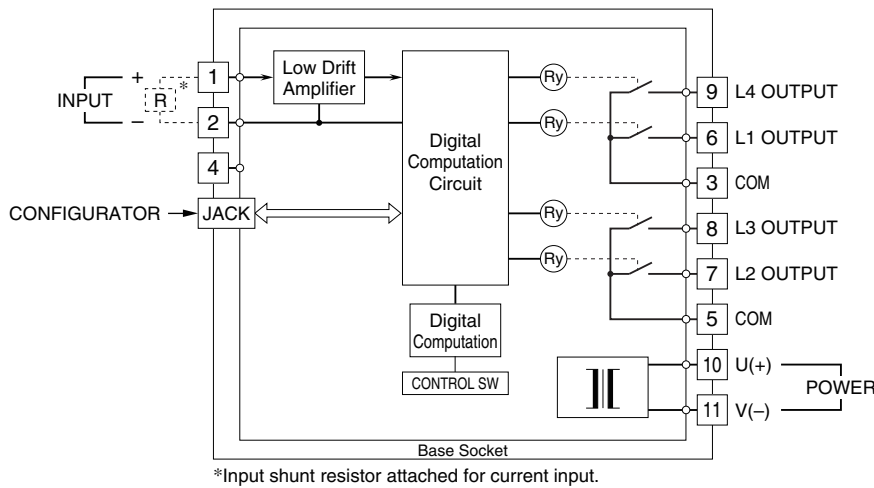 INPUT
+
–
R
*
1
2
4
CONFIGURATOR
JACK
Low Drift
Amplifier
Digital
Computation
Circuit
Digital
Computation
CONTROL SW
Ry
Ry
Ry
Ry
9 L4 OUTPUT
6 L1 OUTPUT
3 COM
8 L3 OUTPUT
7 L2 OUTPUT
5 COM
10 U(+)
11 V(–)
POWER
Base Socket
*Input shunt resistor attached for current input.